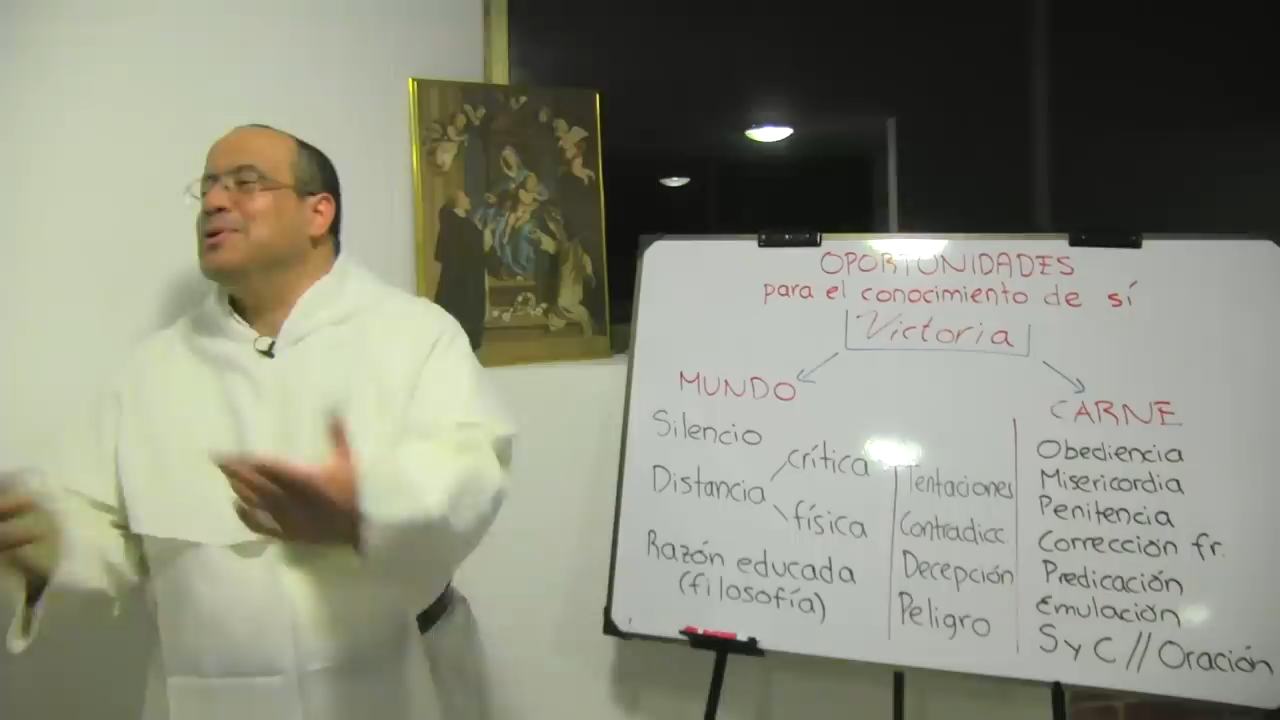 OPORTUNIDADES
para el conocimiento de sí
Victoria
MUNDO
Silencio
Distancia
crítica
física
Razón educada
(filosofía)
Tentaciones
Contradicc
Decepción
Peligro
CARNE
Obediencia
Misericordia
Penitencia
Corrección fr.
Predicación
Emulación
S y C // Oración